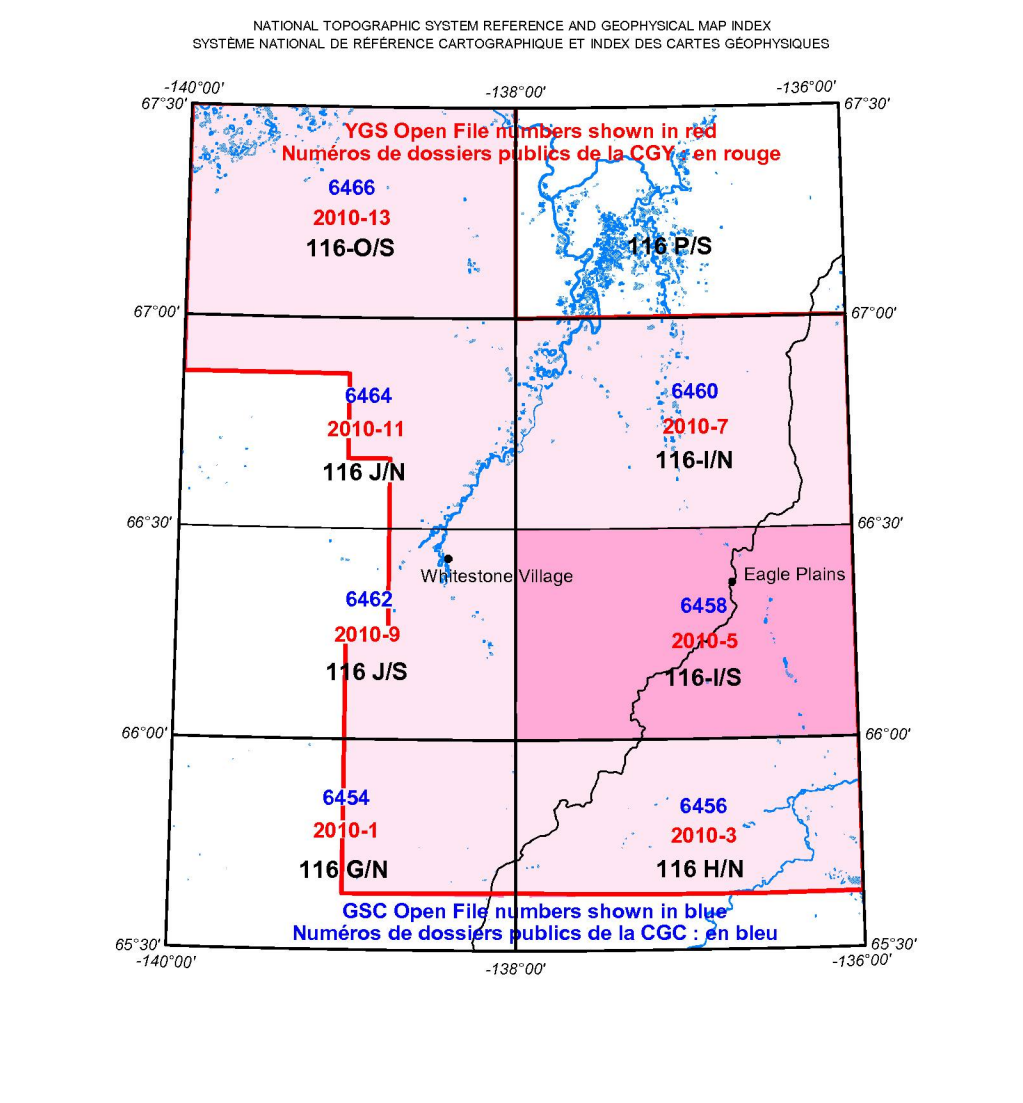 NATIONAL TOPOGRAPHIC SYSTEM REFERENCE AND GEOPHYSICAL MAP INDEX
SYSTÈME NATIONAL DE RÉFÉRENCE CARTOGRAPHIQUE ET INDEX DES CARTES GÉOPHYSIQUES
-140°00'
-138°00'
-136°00'
67°30'
67°30'
YGS Open File numbers shown in red
Numéros de dossiers publics de la CGY : en rouge
6466
2010-13
116-O/S
116 P/S
67°00'
67°00'
6464
2010-11
116 J/N
6460
2010-7
116-I/N
66°30'
66°30'
Whitestone Village
Eagle Plains
6462
2010-9
116 J/S
6458
2010-5
116-I/S
66°00'
66°00'
6454
2010-1
116 G/N
6456
2010-3
116 H/N
GSC Open File numbers shown in blue
Numéros de dossiers publics de la CGC : en bleu
65°30'
65°30'
-140°00'
-138°00'
-136°00'